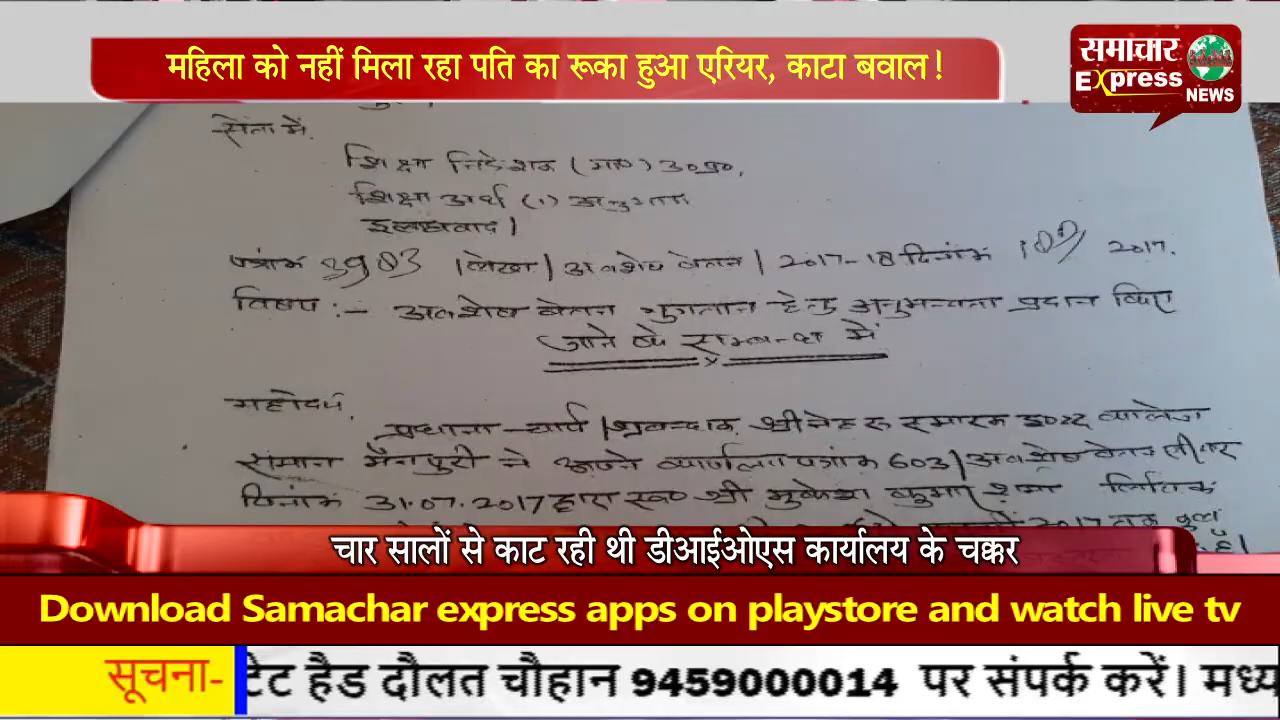 महिला को नहीं मिला रहा पति का रूका हुआ एरियर, काटा बवाल!
समाचार
Express
NEWS
सेवा में,
शिक्षा निदेशक (मा०) उ०प्र०,
शिक्षा अर्थ (1) अनुभाग
इलाहाबाद।
पत्रांक 3903 /लेखा/ अवशेष वेतन / 2017-18 दिनांक 2017.
विषय :- अवशेष वेतन भुगतान हेतु अनुमन्यता प्रदान किए
जाने के सम्बन्ध में
महोदय,
प्रधानाचार्य / प्रबन्धक श्री नेहरू स्मारक इण्टर कालेज
समान मैनपुरी ने अपने कार्यालय पत्रांक 603/अवशेष वेतन
दिनांक 31.07.2017 द्वारा स्व० श्री मुकेश कुमार लिपिक
2017 तक कुल
चार सालों से काट रही थी डीआईओएस कार्यालय के चक्कर
Download Samachar express apps on playstore and watch live tv
सूचना- टेट हैड दौलत चौहान 9459000014 पर संपर्क करें। मध्य